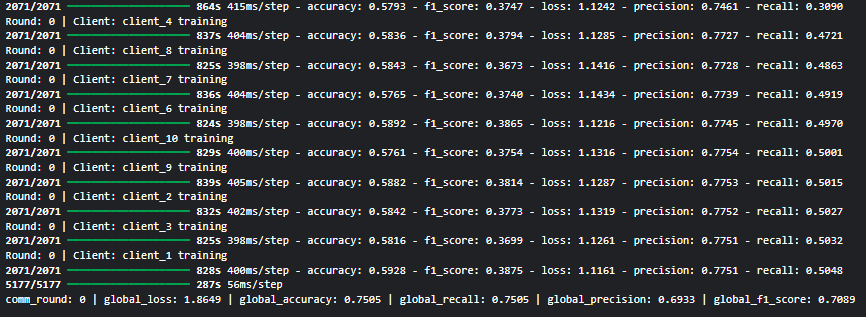 2071/2071 ━━━━━━━━━━━━━━━━━━━━ 864s 415ms/step - accuracy: 0.5793 - f1_score: 0.3747 - loss: 1.1242 - precision: 0.7461 - recall: 0.3090
Round: 0 | Client: client_4 training
2071/2071 ━━━━━━━━━━━━━━━━━━━━ 837s 404ms/step - accuracy: 0.5836 - f1_score: 0.3794 - loss: 1.1285 - precision: 0.7727 - recall: 0.4721
Round: 0 | Client: client_8 training
2071/2071 ━━━━━━━━━━━━━━━━━━━━ 825s 398ms/step - accuracy: 0.5843 - f1_score: 0.3673 - loss: 1.1416 - precision: 0.7728 - recall: 0.4863
Round: 0 | Client: client_7 training
2071/2071 ━━━━━━━━━━━━━━━━━━━━ 836s 404ms/step - accuracy: 0.5765 - f1_score: 0.3740 - loss: 1.1434 - precision: 0.7739 - recall: 0.4919
Round: 0 | Client: client_6 training
2071/2071 ━━━━━━━━━━━━━━━━━━━━ 824s 398ms/step - accuracy: 0.5892 - f1_score: 0.3865 - loss: 1.1216 - precision: 0.7745 - recall: 0.4970
Round: 0 | Client: client_10 training
2071/2071 ━━━━━━━━━━━━━━━━━━━━ 829s 400ms/step - accuracy: 0.5761 - f1_score: 0.3754 - loss: 1.1316 - precision: 0.7754 - recall: 0.5001
Round: 0 | Client: client_9 training
2071/2071 ━━━━━━━━━━━━━━━━━━━━ 839s 405ms/step - accuracy: 0.5882 - f1_score: 0.3814 - loss: 1.1287 - precision: 0.7753 - recall: 0.5015
Round: 0 | Client: client_2 training
2071/2071 ━━━━━━━━━━━━━━━━━━━━ 832s 402ms/step - accuracy: 0.5842 - f1_score: 0.3773 - loss: 1.1319 - precision: 0.7752 - recall: 0.5027
Round: 0 | Client: client_3 training
2071/2071 ━━━━━━━━━━━━━━━━━━━━ 825s 398ms/step - accuracy: 0.5816 - f1_score: 0.3699 - loss: 1.1261 - precision: 0.7751 - recall: 0.5032
Round: 0 | Client: client_1 training
2071/2071 ━━━━━━━━━━━━━━━━━━━━ 828s 400ms/step - accuracy: 0.5928 - f1_score: 0.3875 - loss: 1.1161 - precision: 0.7751 - recall: 0.5048
5177/5177 ━━━━━━━━━━━━━━━━━━━━ 287s 56ms/step
comm_round: 0 | global_loss: 1.8649 | global_accuracy: 0.7505 | global_recall: 0.7505 | global_precision: 0.6933 | global_f1_score: 0.7089